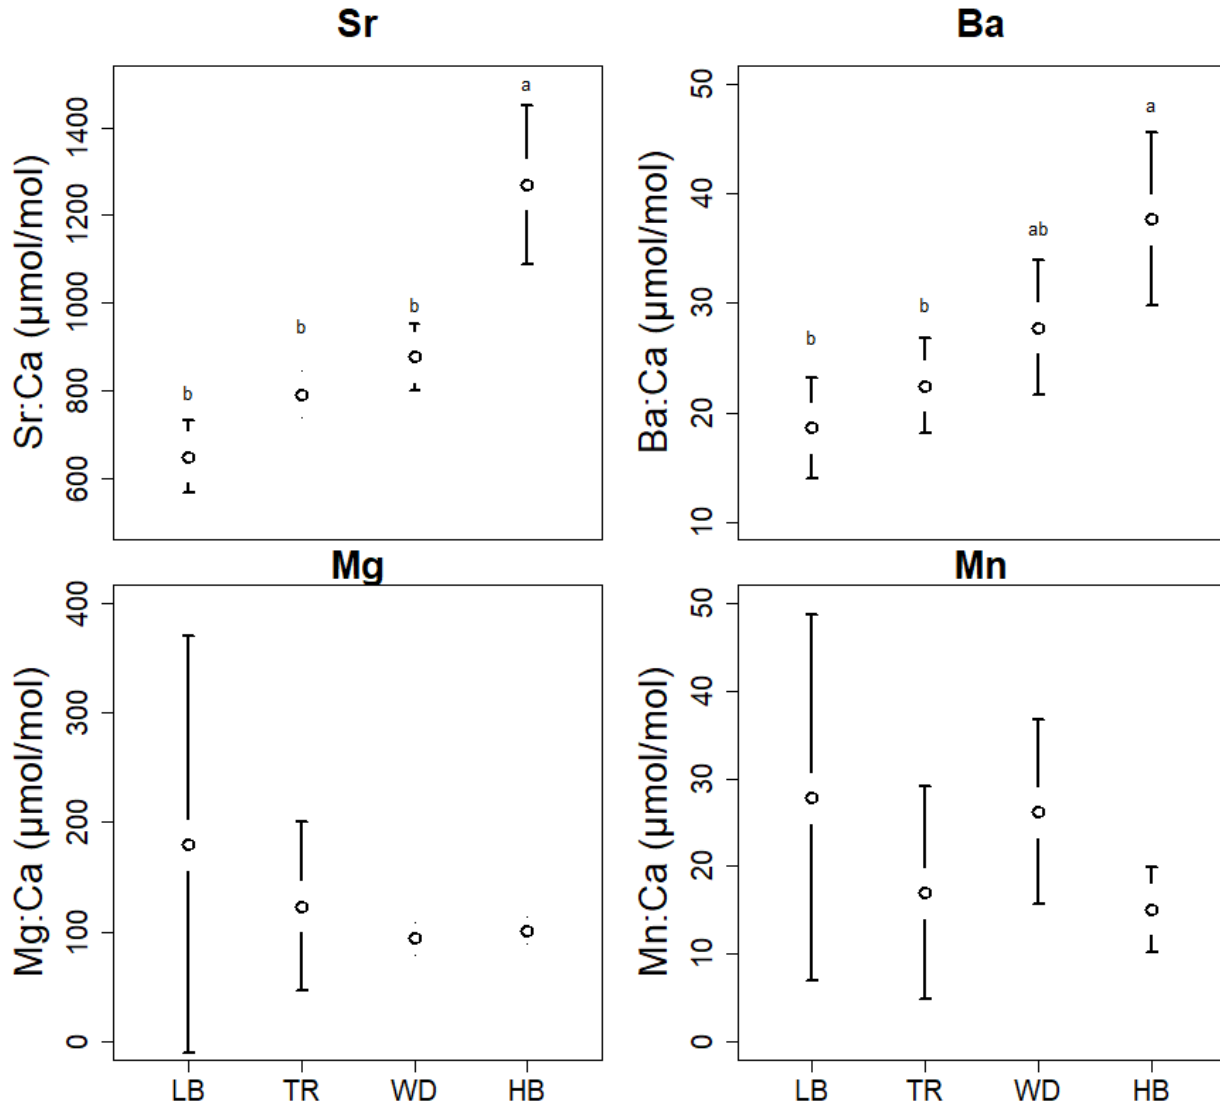 Sr
Ba
Sr:Ca (µmol/mol)
600
800
1000
1200
1400
b
b
b
a
Ba:Ca (µmol/mol)
10
20
30
40
50
b
b
ab
a
Mg
Mn
Mg:Ca (µmol/mol)
0
100
200
300
400
LB
TR
WD
HB
Mn:Ca (µmol/mol)
0
10
20
30
40
50
LB
TR
WD
HB